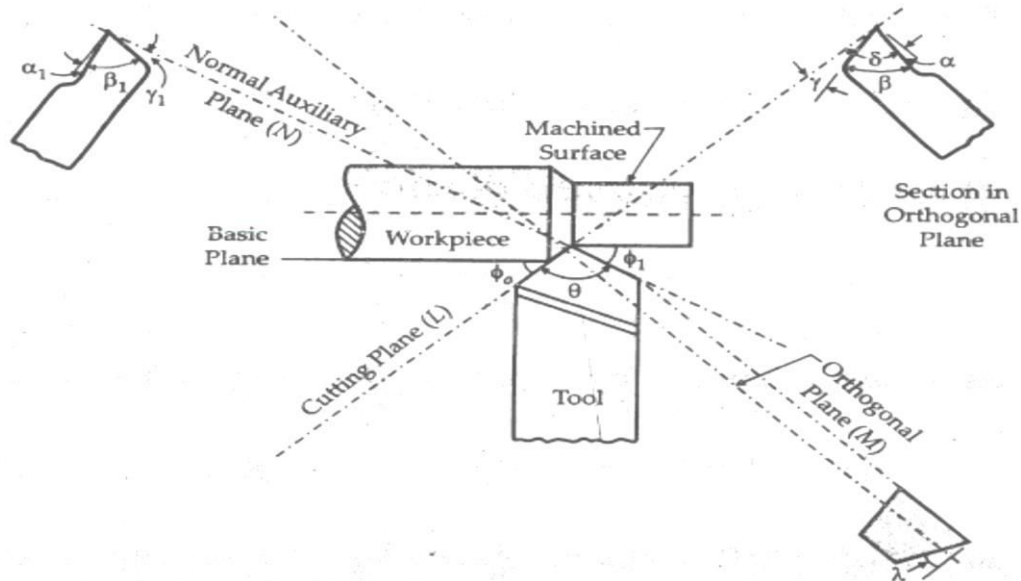 α₁
β₁
γ₁
Normal Auxiliary
Plane (N)
Machined
Surface
γ
δ
β
α
Section in
Orthogonal
Plane
Basic
Plane
Workpiece
ϕₒ
θ
ϕ₁
Cutting Plane (L)
Tool
Orthogonal
Plane (M)
λ